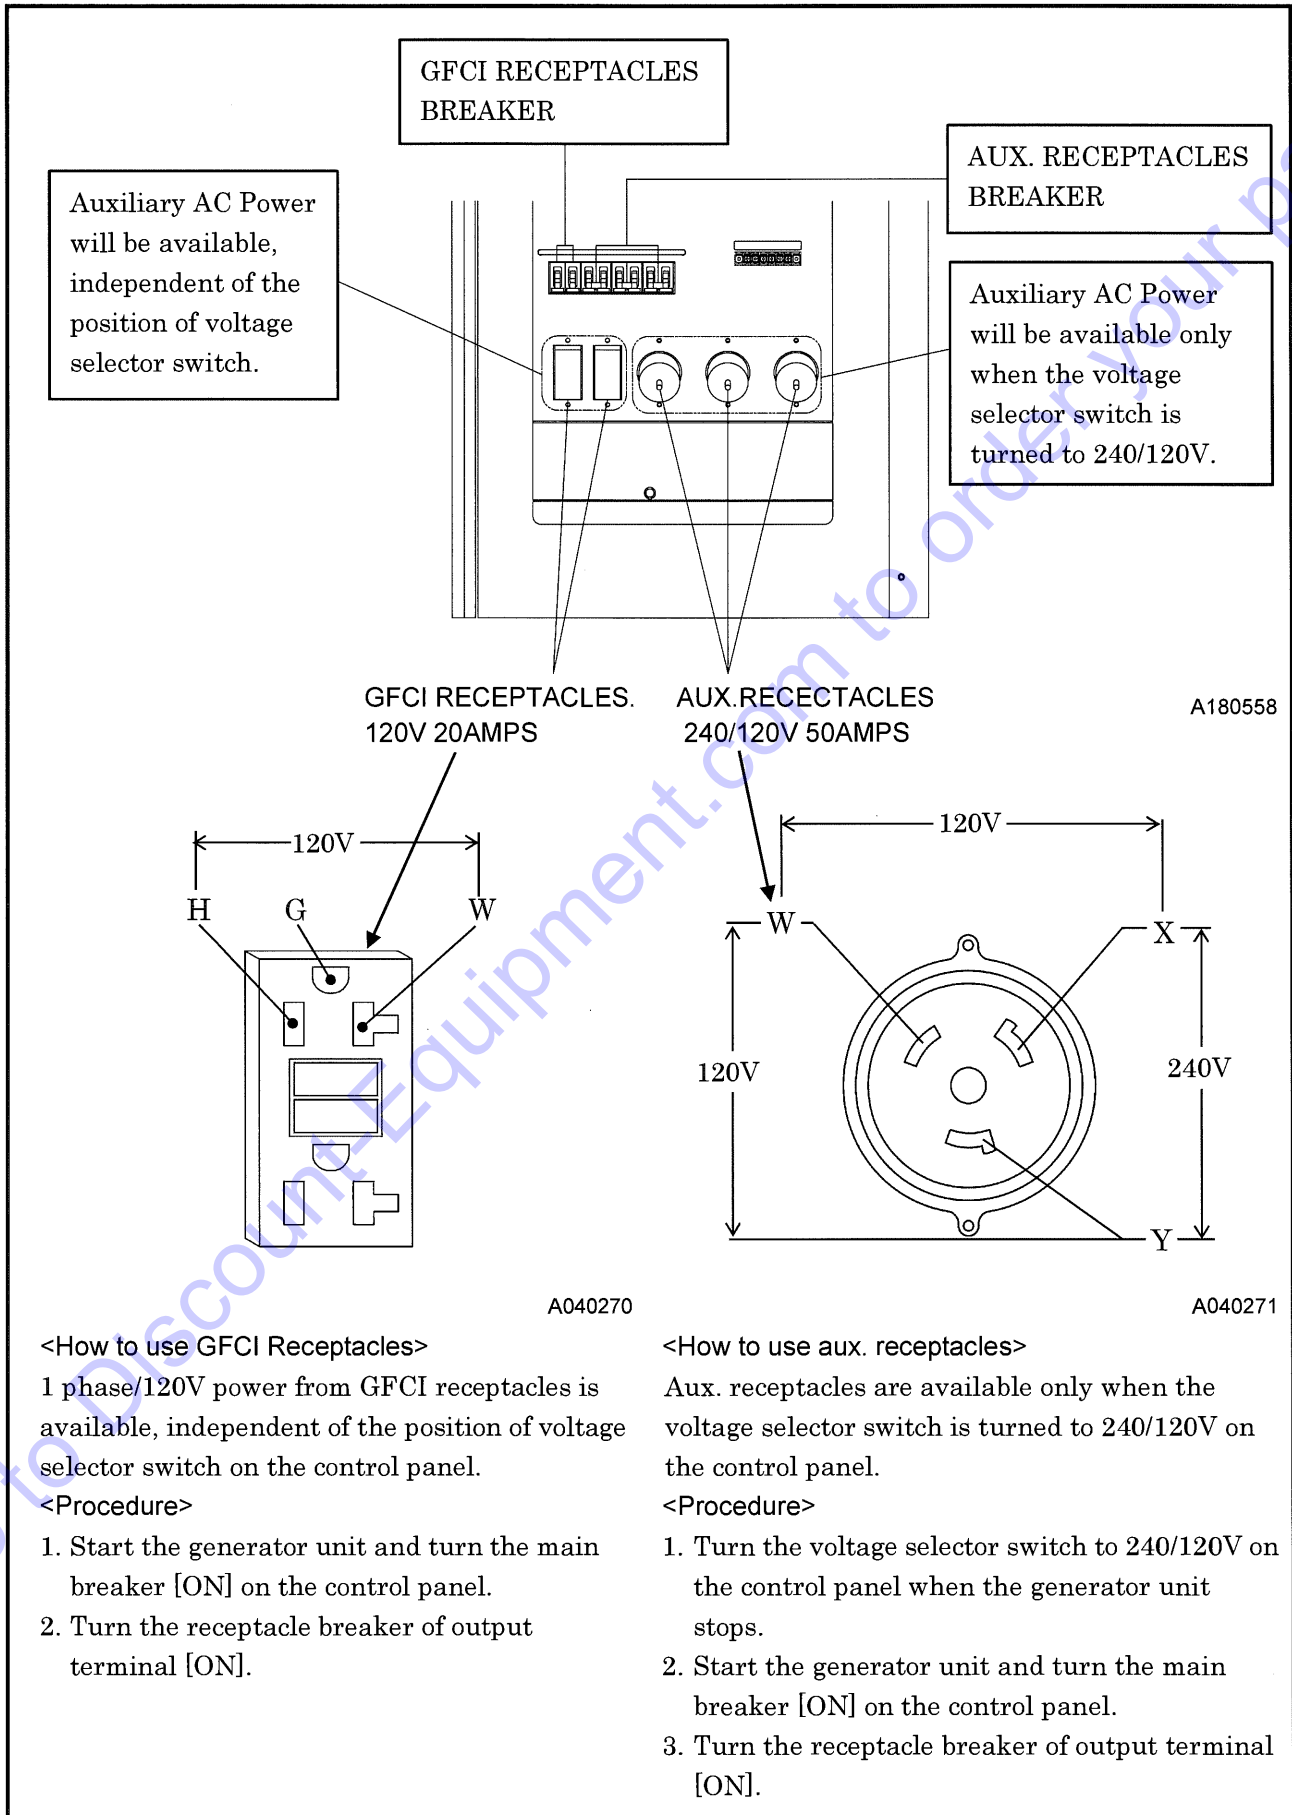 GFCI RECEPTACLES
BREAKER
AUX. RECEPTACLES
BREAKER
Auxiliary AC Power
will be available,
independent of the
position of voltage
selector switch.
Auxiliary AC Power
will be available only
when the voltage
selector switch is
turned to 240/120V.
GFCI RECEPTACLES.
120V 20AMPS
AUX.RECECTACLES
240/120V 50AMPS
A180558
120V
H
G
W
120V
W
X
120V
240V
Y
A040270
A040271
<How to use GFCI Receptacles>
1 phase/120V power from GFCI receptacles is
available, independent of the position of voltage
selector switch on the control panel.
<Procedure>
1. Start the generator unit and turn the main
breaker [ON] on the control panel.
2. Turn the receptacle breaker of output
terminal [ON].
<How to use aux. receptacles>
Aux. receptacles are available only when the
voltage selector switch is turned to 240/120V on
the control panel.
<Procedure>
1. Turn the voltage selector switch to 240/120V on
the control panel when the generator unit
stops.
2. Start the generator unit and turn the main
breaker [ON] on the control panel.
3. Turn the receptacle breaker of output terminal
[ON].
to Discount-Equipment.com to order your pa